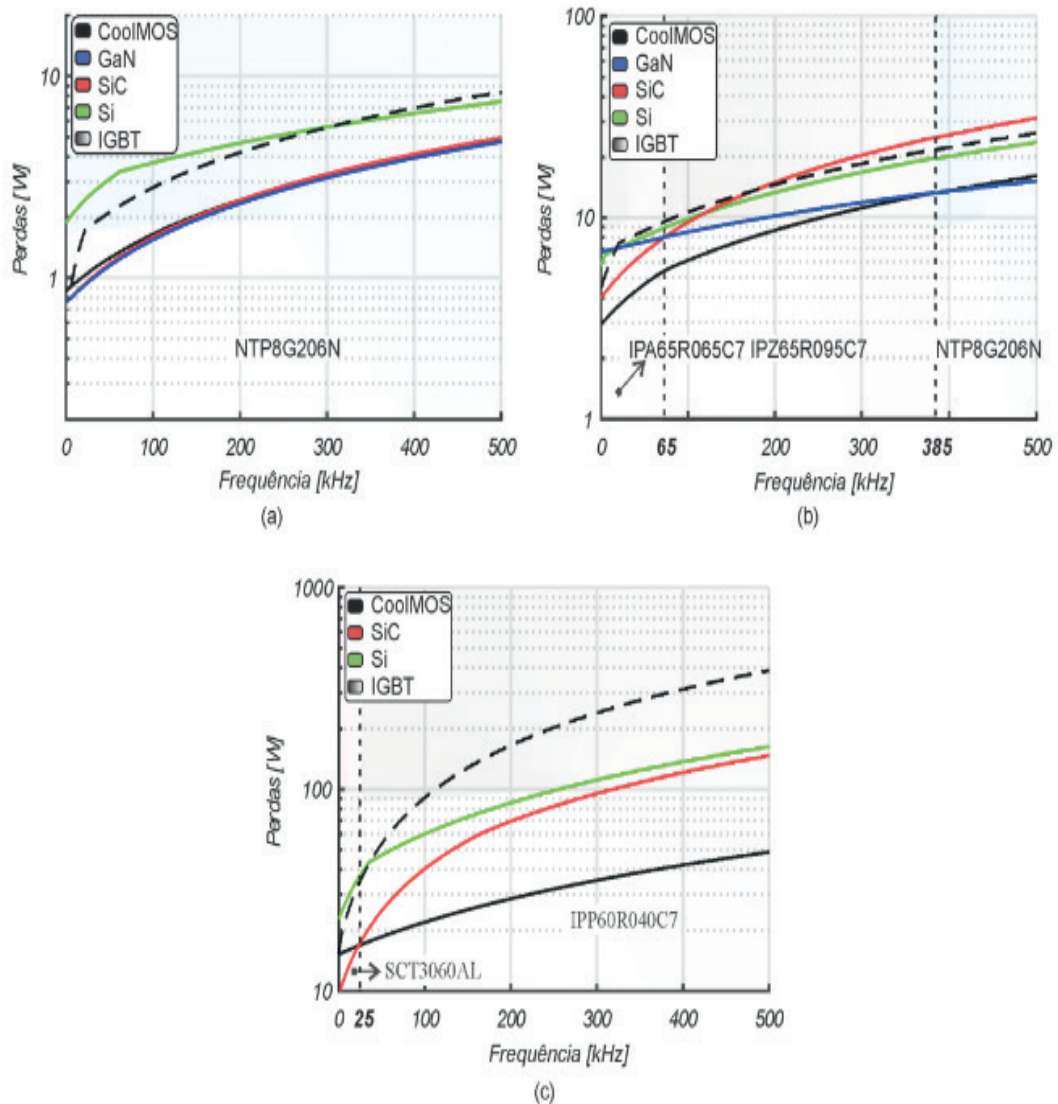 CoolMOS
GaN
SiC
Si
IGBT
10
1
Perdas [W]
NTP8G206N
0 100 200 300 400 500
Frequência [kHz]
(a)
100
CoolMOS
GaN
SiC
Si
IGBT
10
1
Perdas [W]
IPA65R065C7 IPZ65R095C7 NTP8G206N
0 65 200 300 385 500
Frequência [kHz]
(b)
1000
CoolMOS
SiC
Si
IGBT
100
10
Perdas [W]
IPP60R040C7
SCT3060AL
0 25 100 200 300 400 500
Frequência [kHz]
(c)